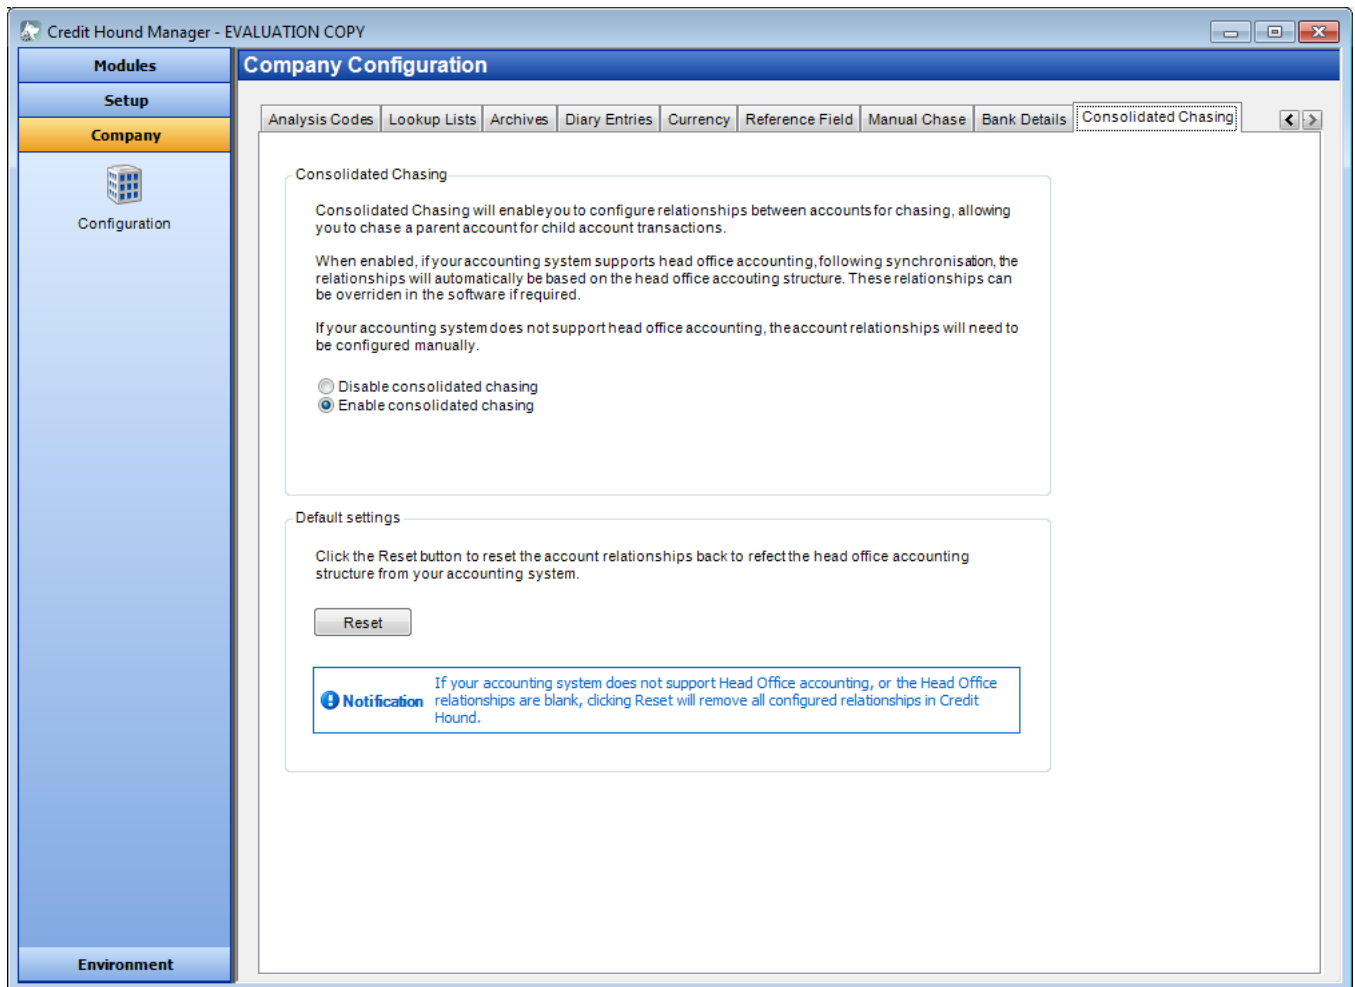 Credit Hound Manager - EVALUATION COPY
Modules
Setup
Company
Configuration
Environment
Company Configuration
Analysis Codes Lookup Lists Archives Diary Entries Currency Reference Field Manual Chase Bank Details Consolidated Chasing
Consolidated Chasing
Consolidated Chasing will enable you to configure relationships between accounts for chasing, allowing
you to chase a parent account for child account transactions.
When enabled, if your accounting system supports head office accounting, following synchronisation, the
relationships will automatically be based on the head office accouting structure. These relationships can
be overriden in the software if required.
If your accounting system does not support head office accounting, the account relationships will need to
be configured manually.
Disable consolidated chasing
Enable consolidated chasing
Default settings
Click the Reset button to reset the account relationships back to refect the head office accounting
structure from your accounting system.
Reset
Notification
If your accounting system does not support Head Office accounting, or the Head Office
relationships are blank, clicking Reset will remove all configured relationships in Credit
Hound.